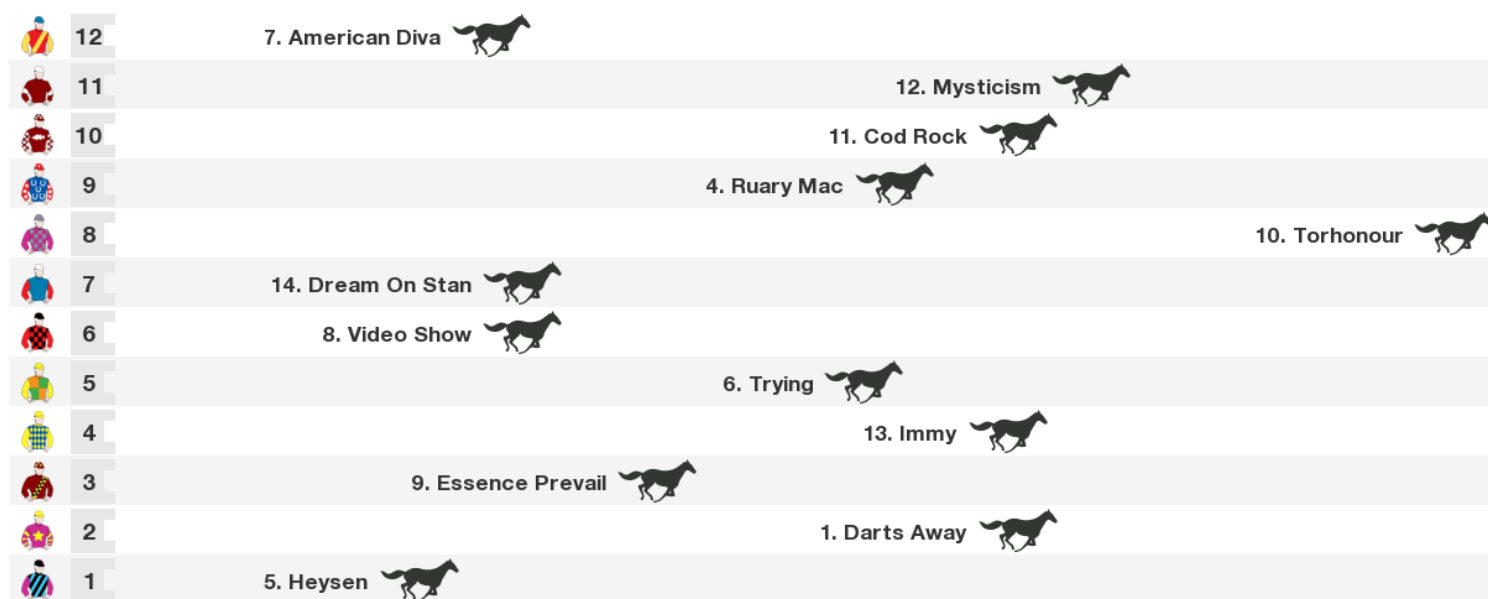 12 7. American Diva
11 12. Mysticism
10 11. Cod Rock
9 4. Ruary Mac
8 10. Torhonour
7 14. Dream On Stan
6 8. Video Show
5 6. Trying
4 13. Immy
3 9. Essence Prevail
2 1. Darts Away
1 5. Heysen